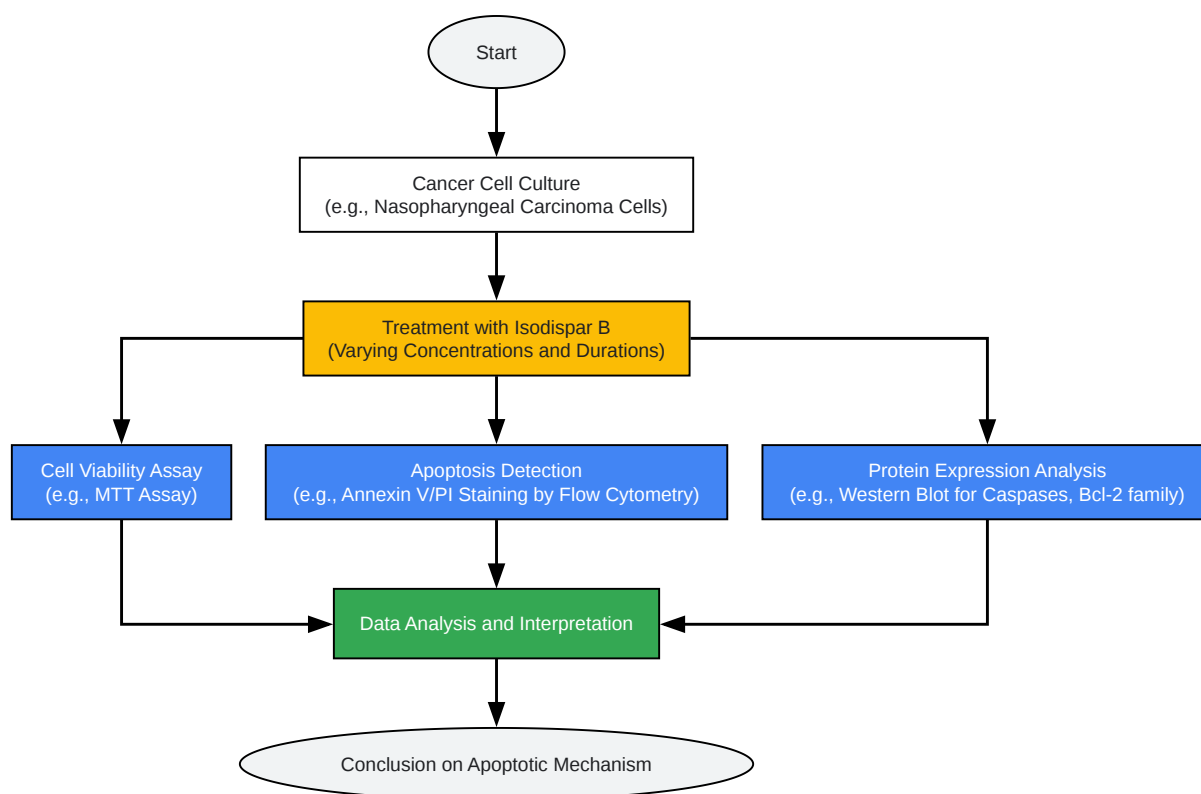 Start
Cancer Cell Culture
(e.g., Nasopharyngeal Carcinoma Cells)
Treatment with Isodispar B
(Varying Concentrations and Durations)
Cell Viability Assay
(e.g., MTT Assay)
Apoptosis Detection
(e.g., Annexin V/PI Staining by Flow Cytometry)
Protein Expression Analysis
(e.g., Western Blot for Caspases, Bcl-2 family)
Data Analysis and Interpretation
Conclusion on Apoptotic Mechanism